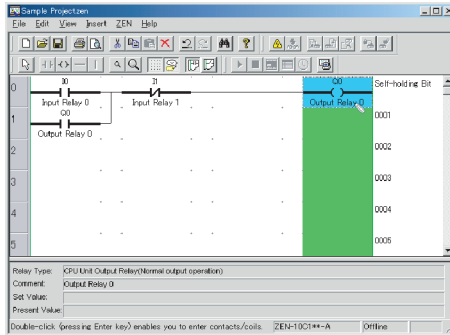 Sample Projectzen
File Edit View Insert ZEN Help
0 I0 I1 Q0 Self-holding Bit
Input Relay 0 Input Relay 1 Output Relay 0
1 Q0 0001
Output Relay 0
2 0002
3 0003
4 0004
5 0005
Relay Type: CPU Unit Output Relay(Normal output operation)
Comment: Output Relay 0
Set Value:
Present Value:
Double-click (pressing Enter key) enables you to enter contacts/coils. ZEN-10C1**-A Offline